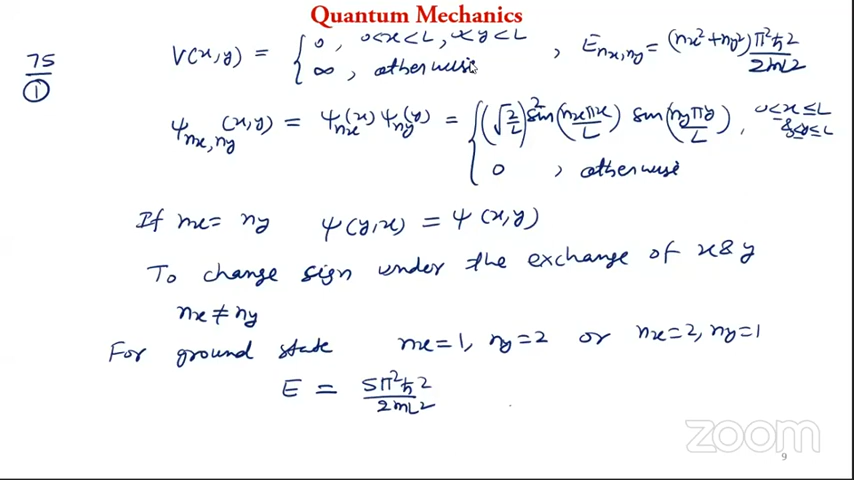 Quantum Mechanics
75
①
V(x,y) = { 0, 0<x<L, 0<y<L
∞, otherwise
, E_{nx,ny} = (nx²+ny²) π²ħ²/2mL²
ψ_{nx,ny}(x,y) = ψ_{nx}(x) ψ_{ny}(y) = { (√2/L)² sin(nxπx/L) sin(nyπy/L), 0≤x≤L & 0≤y≤L
0, otherwise
If nx = ny ψ(y,x) = ψ(x,y)
To change sign under the exchange of x & y
nx ≠ ny
For ground state nx=1, ny=2 or nx=2, ny=1
E = 5π²ħ²/2mL²
zoom
9